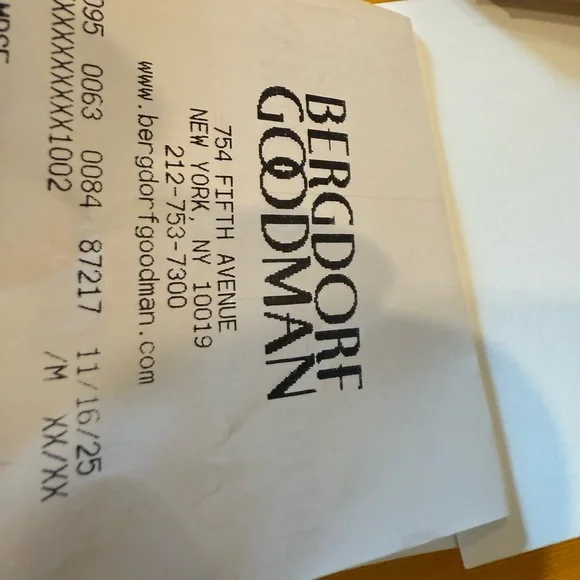 BERGDORF
GOODMAN
754 FIFTH AVENUE
NEW YORK, NY 10019
212-753-7300
www.bergdorfgoodman.com
095 0063 0084 87217 11/16/25
XXXXXXXXXX1002 /M XX/XX